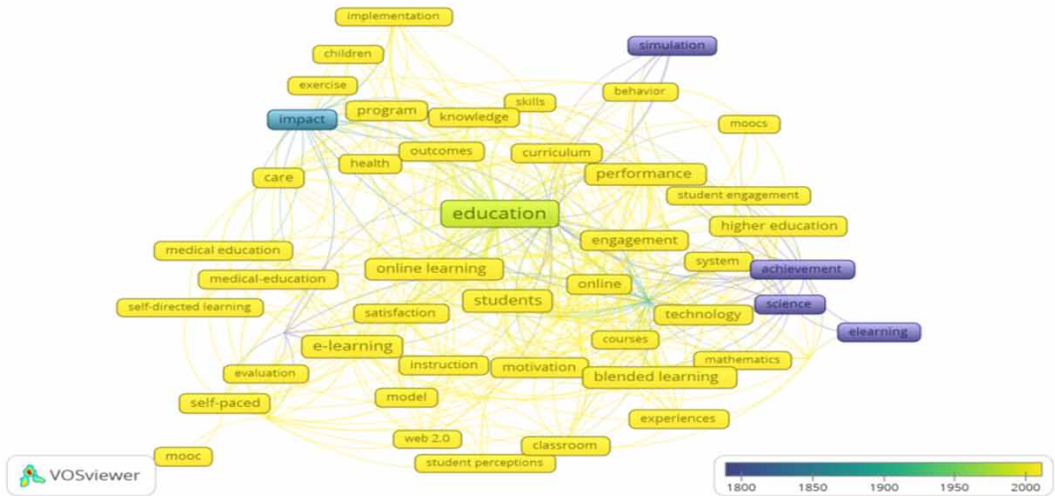 implementation
simulation
children
exercise
behavior
skills
program
knowledge
impact
moocs
outcomes
curriculum
health
performance
care
student engagement
education
higher education
engagement
medical education
system
online learning
achievement
medical-education
online
students
science
self-directed learning
satisfaction
technology
elearning
courses
e-learning
mathematics
instruction
motivation
evaluation
blended learning
model
self-paced
experiences
web 2.0
classroom
mooc
student perceptions
VOSviewer
1800 1850 1900 1950 2000